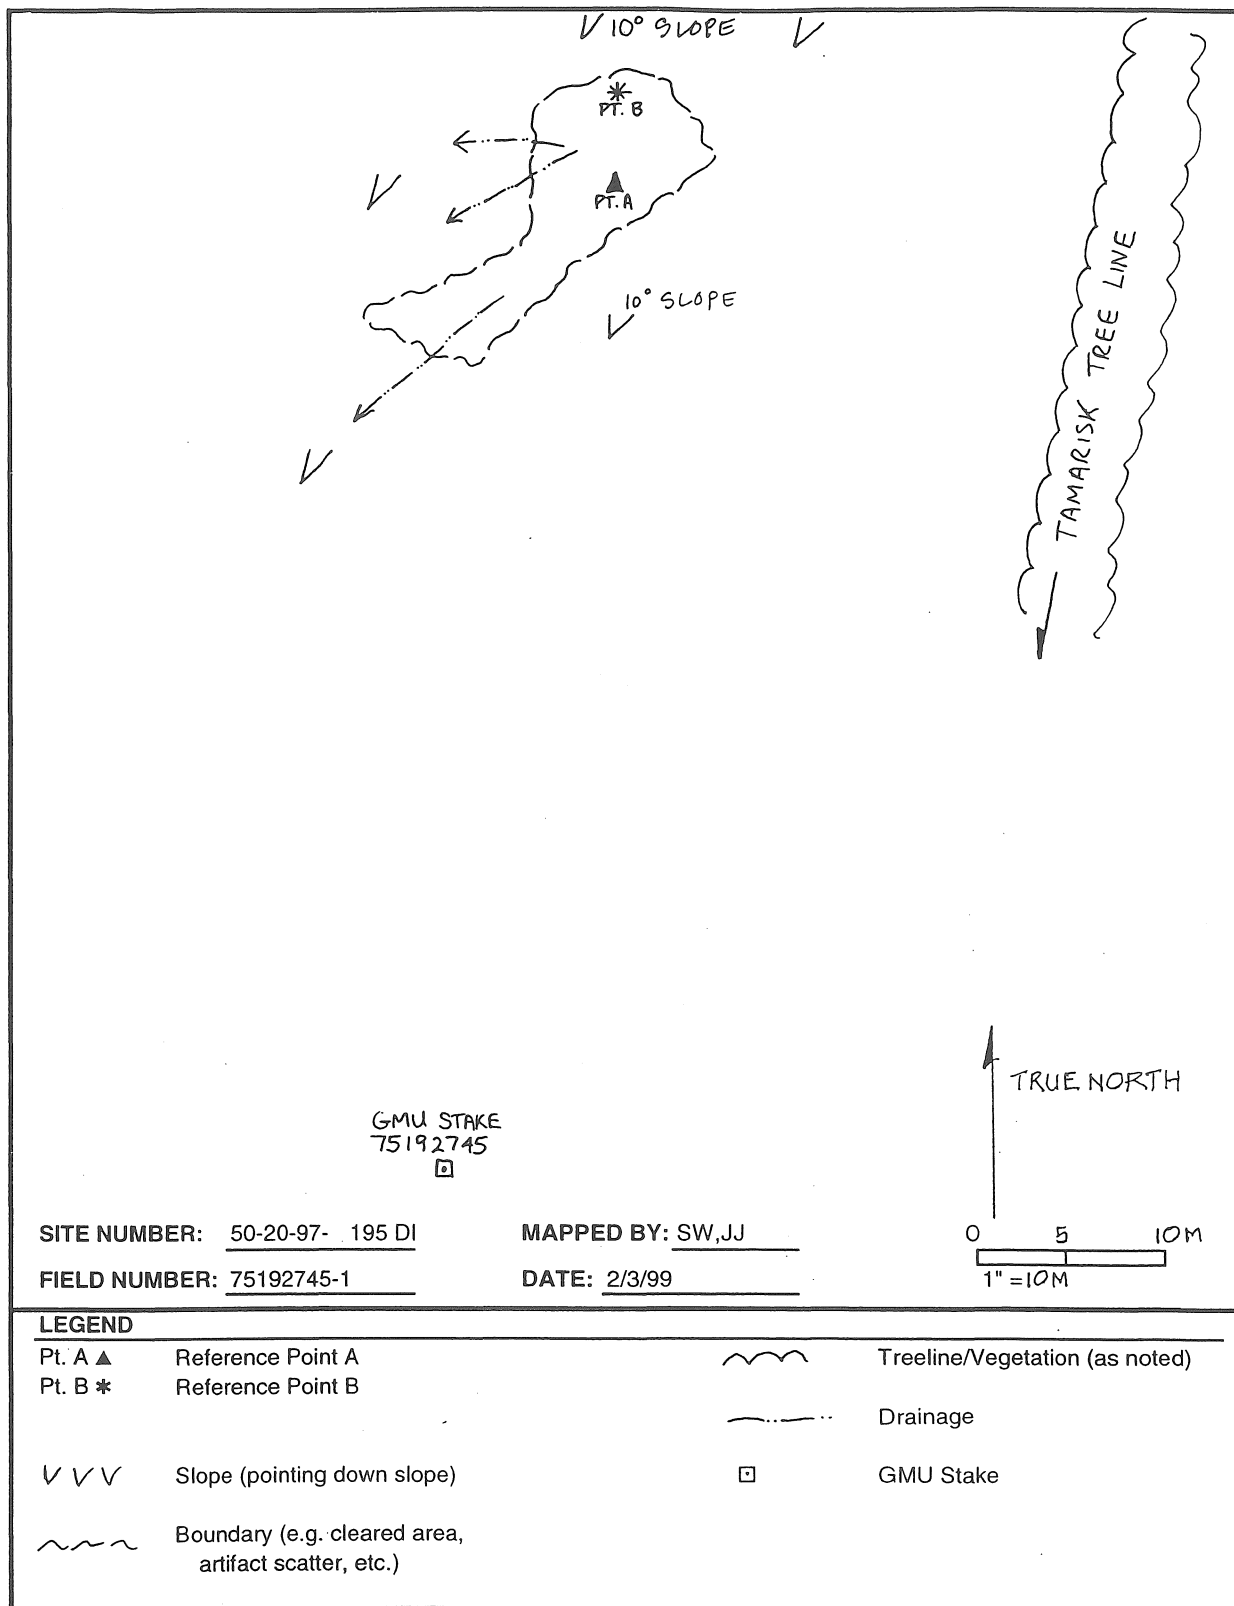 10° SLOPE
PT. B
PT. A
10° SLOPE
TAMARISK TREE LINE
TRUE NORTH
GMU STAKE
75192745
SITE NUMBER: 50-20-97- 195 DI
MAPPED BY: SW,JJ
0 5 10M
FIELD NUMBER: 75192745-1
DATE: 2/3/99
1" = 10M
LEGEND
Pt. A Reference Point A
Treeline/Vegetation (as noted)
Pt. B Reference Point B
Drainage
Slope (pointing down slope)
GMU Stake
Boundary (e.g. cleared area,
artifact scatter, etc.)